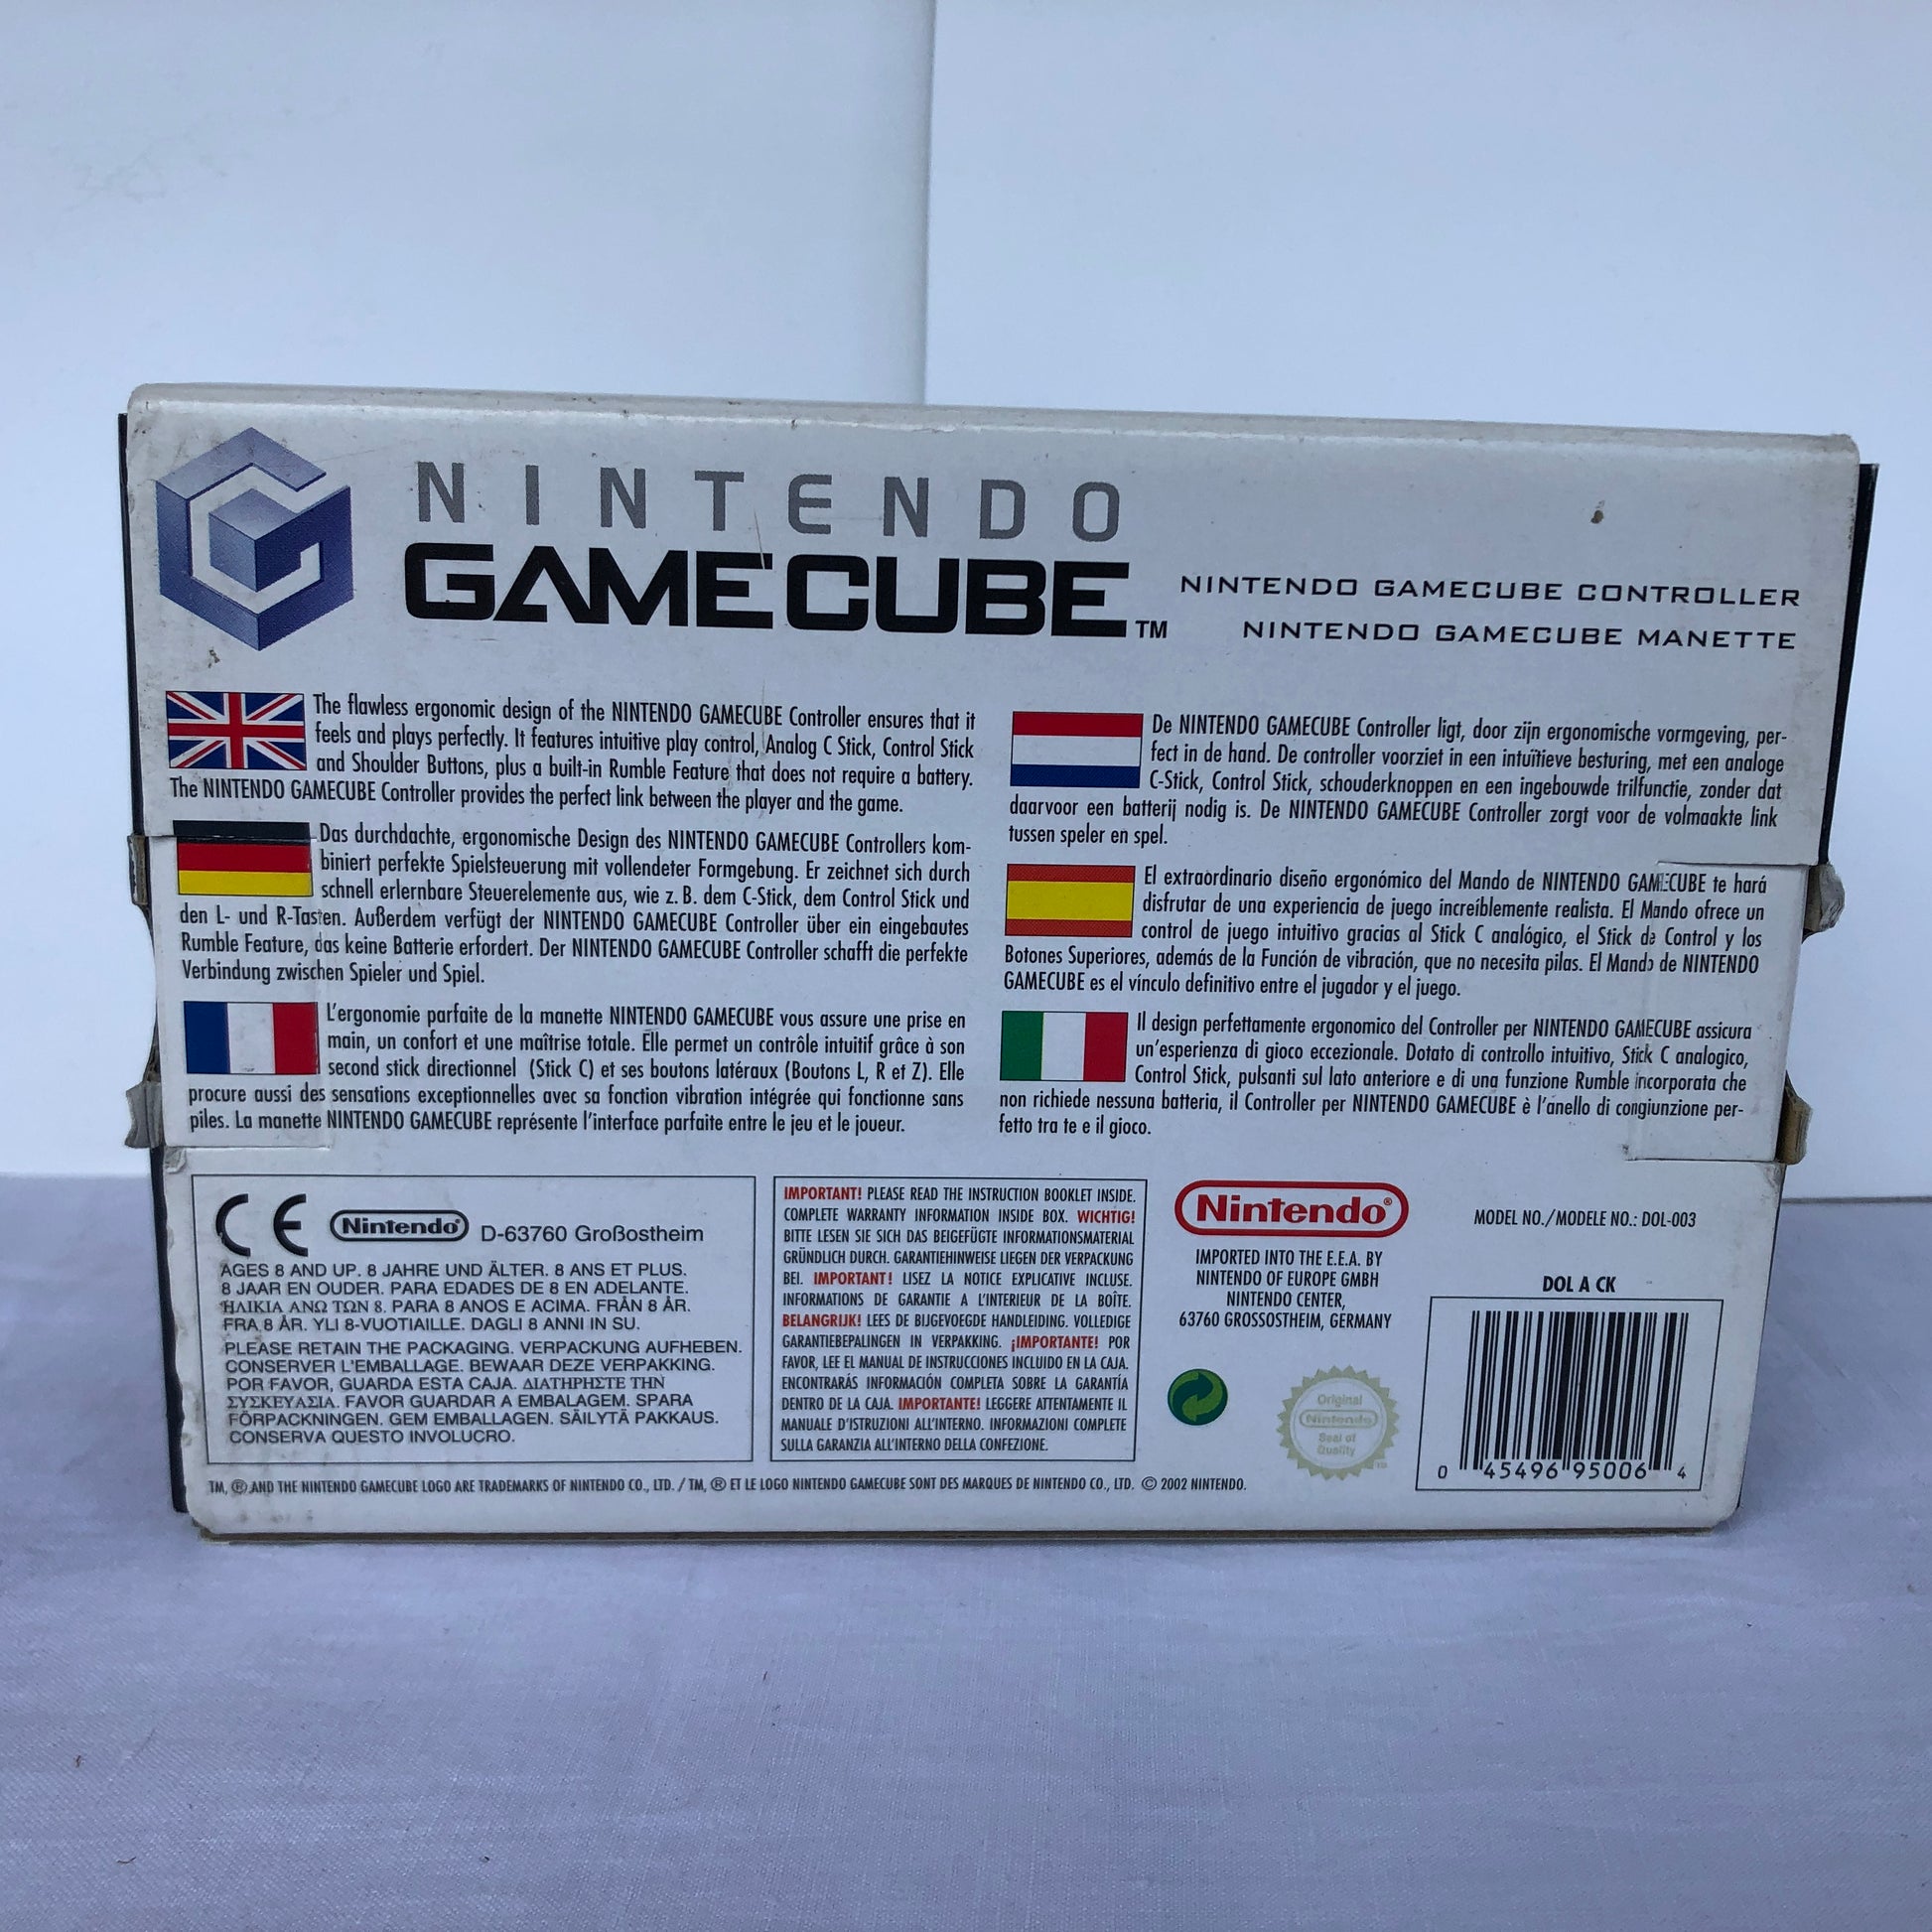 NINTENDO
GAMECUBE™
NINTENDO GAMECUBE CONTROLLER
NINTENDO GAMECUBE MANETTE
The flawless ergonomic design of the NINTENDO GAMECUBE Controller ensures that it
feels and plays perfectly. It features intuitive play control, Analog C Stick, Control Stick
and Shoulder Buttons, plus a built-in Rumble Feature that does not require a battery.
The NINTENDO GAMECUBE Controller provides the perfect link between the player and the game.
Das durchdachte, ergonomische Design des NINTENDO GAMECUBE Controllers kom-
biniert perfekte Spielsteuerung mit vollendeter Formgebung. Er zeichnet sich durch
schnell erlernbare Steuerelemente aus, wie z. B. dem C-Stick, dem Control Stick und
den L- und R-Tasten. Außerdem verfügt der NINTENDO GAMECUBE Controller über ein eingebautes
Rumble Feature, das keine Batterie erfordert. Der NINTENDO GAMECUBE Controller schafft die perfekte
Verbindung zwischen Spieler und Spiel.
L'ergonomie parfaite de la manette NINTENDO GAMECUBE vous assure une prise en
main, un confort et une maîtrise totale. Elle permet un contrôle intuitif grâce à son
second stick directionnel (Stick C) et ses boutons latéraux (Boutons L, R et Z). Elle
procure aussi des sensations exceptionnelles avec sa fonction vibration intégrée qui fonctionne sans
piles. La manette NINTENDO GAMECUBE représente l'interface parfaite entre le jeu et le joueur.
De NINTENDO GAMECUBE Controller ligt, door zijn ergonomische vormgeving, per-
fect in de hand. De controller voorziet in een intuïtieve besturing, met een analoge
C-Stick, Control Stick, schouderknoppen en een ingebouwde trilfunctie, zonder dat
daarvoor een batterij nodig is. De NINTENDO GAMECUBE Controller zorgt voor de volmaakte link
tussen speler en spel.
El extraordinario diseño ergonómico del Mando de NINTENDO GAMECUBE te hará
disfrutar de una experiencia de juego increíblemente realista. El Mando ofrece un
control de juego intuitivo gracias al Stick C analógico, el Stick de Control y los
Botones Superiores, además de la Función de vibración, que no necesita pilas. El Mando de NINTENDO
GAMECUBE es el vínculo definitivo entre el jugador y el juego.
Il design perfettamente ergonomico del Controller per NINTENDO GAMECUBE assicura
un'esperienza di gioco eccezionale. Dotato di controllo intuitivo, Stick C analogico,
Control Stick, pulsanti sul lato anteriore e di una funzione Rumble incorporata che
non richiede nessuna batteria, il Controller per NINTENDO GAMECUBE è l'anello di congiunzione per-
fetto tra te e il gioco.
CE Nintendo® D-63760 Großostheim
AGES 8 AND UP. 8 JAHRE UND ÄLTER. 8 ANS ET PLUS.
8 JAAR EN OUDER. PARA EDADES DE 8 EN ADELANTE.
ΗΛΙΚΙΑ ΑΝΩ ΤΩΝ 8. PARA 8 ANOS E ACIMA. FRÅN 8 ÅR.
FRA 8 ÅR. YLI 8-VUOTIAILLE. DAGLI 8 ANNI IN SU.
PLEASE RETAIN THE PACKAGING. VERPACKUNG AUFHEBEN.
CONSERVER L'EMBALLAGE. BEWAAR DEZE VERPAKKING.
POR FAVOR, GUARDA ESTA CAJA. ΔΙΑΤΗΡΗΣΤΕ ΤΗΝ
ΣΥΣΚΕΥΑΣΙΑ. FAVOR GUARDAR A EMBALAGEM. SPARA
FÖRPACKNINGEN. GEM EMBALLAGEN. SÄILYTÄ PAKKAUS.
CONSERVA QUESTO INVOLUCRO.
IMPORTANT! PLEASE READ THE INSTRUCTION BOOKLET INSIDE.
COMPLETE WARRANTY INFORMATION INSIDE BOX. WICHTIG!
BITTE LESEN SIE SICH DAS BEIGEFÜGTE INFORMATIONSMATERIAL
GRÜNDLICH DURCH. GARANTIEHINWEISE LIEGEN DER VERPACKUNG
BEI. IMPORTANT! LISEZ LA NOTICE EXPLICATIVE INCLUSE.
INFORMATIONS DE GARANTIE A L'INTERIEUR DE LA BOÎTE.
BELANGRIJK! LEES DE BIJGEVOEGDE HANDLEIDING. VOLLEDIGE
GARANTIEBEPALINGEN IN VERPAKKING. ¡IMPORTANTE! POR
FAVOR, LEE EL MANUAL DE INSTRUCCIONES INCLUIDO EN LA CAJA.
ENCONTRARÁS INFORMACIÓN COMPLETA SOBRE LA GARANTÍA
DENTRO DE LA CAJA. IMPORTANTE! LEGGERE ATTENTAMENTE IL
MANUALE D'ISTRUZIONI ALL'INTERNO. INFORMAZIONI COMPLETE
SULLA GARANZIA ALL'INTERNO DELLA CONFEZIONE.
Nintendo®
IMPORTED INTO THE E.E.A. BY
NINTENDO OF EUROPE GMBH
NINTENDO CENTER,
63760 GROSSOSTHEIM, GERMANY
Original
Nintendo
Seal of
Quality
MODEL NO./MODELE NO.: DOL-003
DOL A CK
0 45496 95006 4
TM, ® AND THE NINTENDO GAMECUBE LOGO ARE TRADEMARKS OF NINTENDO CO., LTD. / TM, ® ET LE LOGO NINTENDO GAMECUBE SONT DES MARQUES DE NINTENDO CO., LTD. © 2002 NINTENDO.